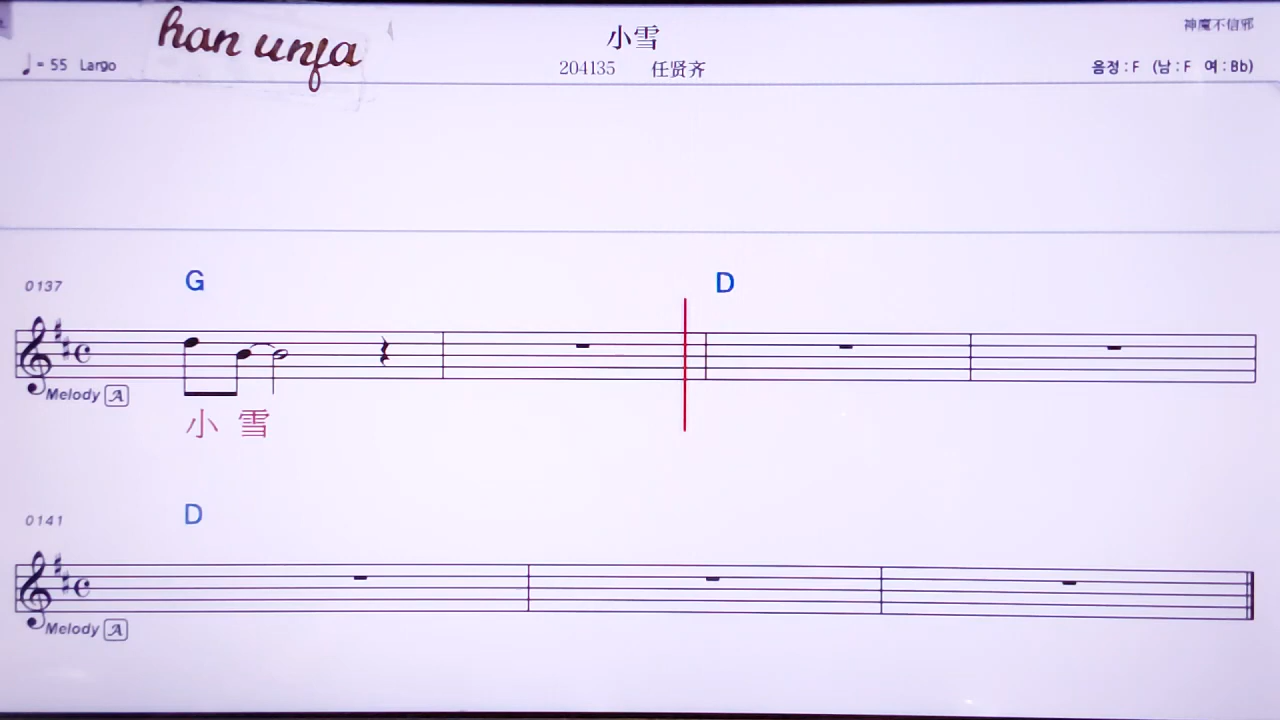 han unfa
小雪
神魔不信邪
♩= 55 Largo
204135 任贤齐
음정 : F (남 : F 여 : Bb)
0137 G D
Melody A
小 雪
0141 D
Melody A